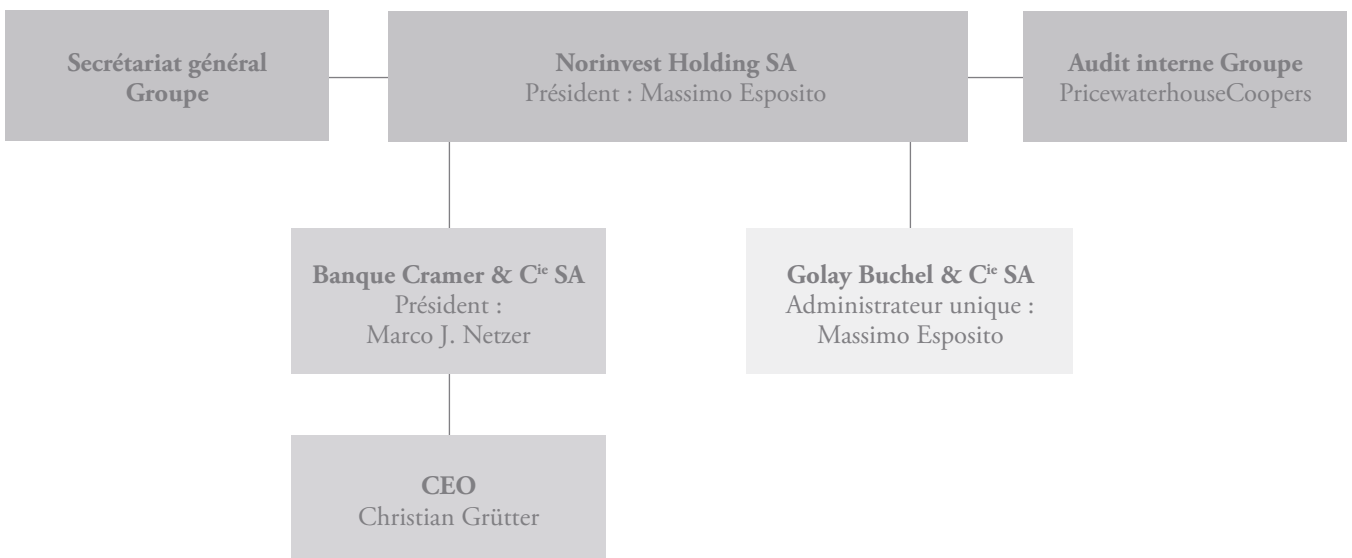 Secrétariat général
Groupe
Norinvest Holding SA
Président : Massimo Esposito
Audit interne Groupe
PricewaterhouseCoopers
Banque Cramer & Cie SA
Président :
Marco J. Netzer
Golay Buchel & Cie SA
Administrateur unique :
Massimo Esposito
CEO
Christian Grütter